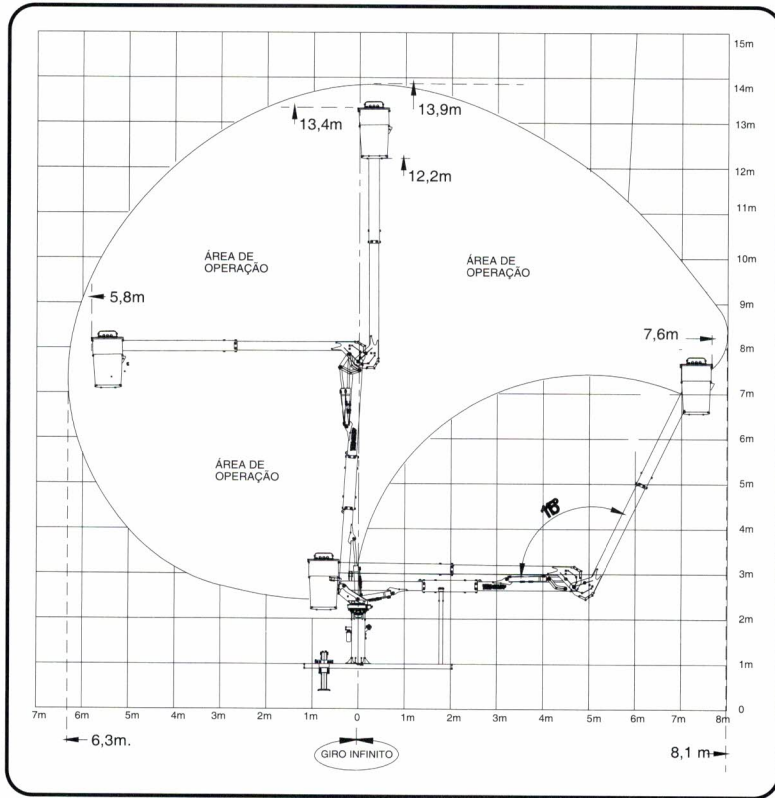 15m
14m
13,9m
13,4m
13m
12,2m
12m
11m
ÁREA DE
OPERAÇÃO
ÁREA DE
OPERAÇÃO
10m
5,8m
9m
7,6m
8m
7m
6m
ÁREA DE
OPERAÇÃO
5m
4m
3m
2m
1m
0
7m 6m 5m 4m 3m 2m 1m 0 1m 2m 3m 4m 5m 6m 7m 8m
6,3m.
GIRO INFINITO
8,1 m